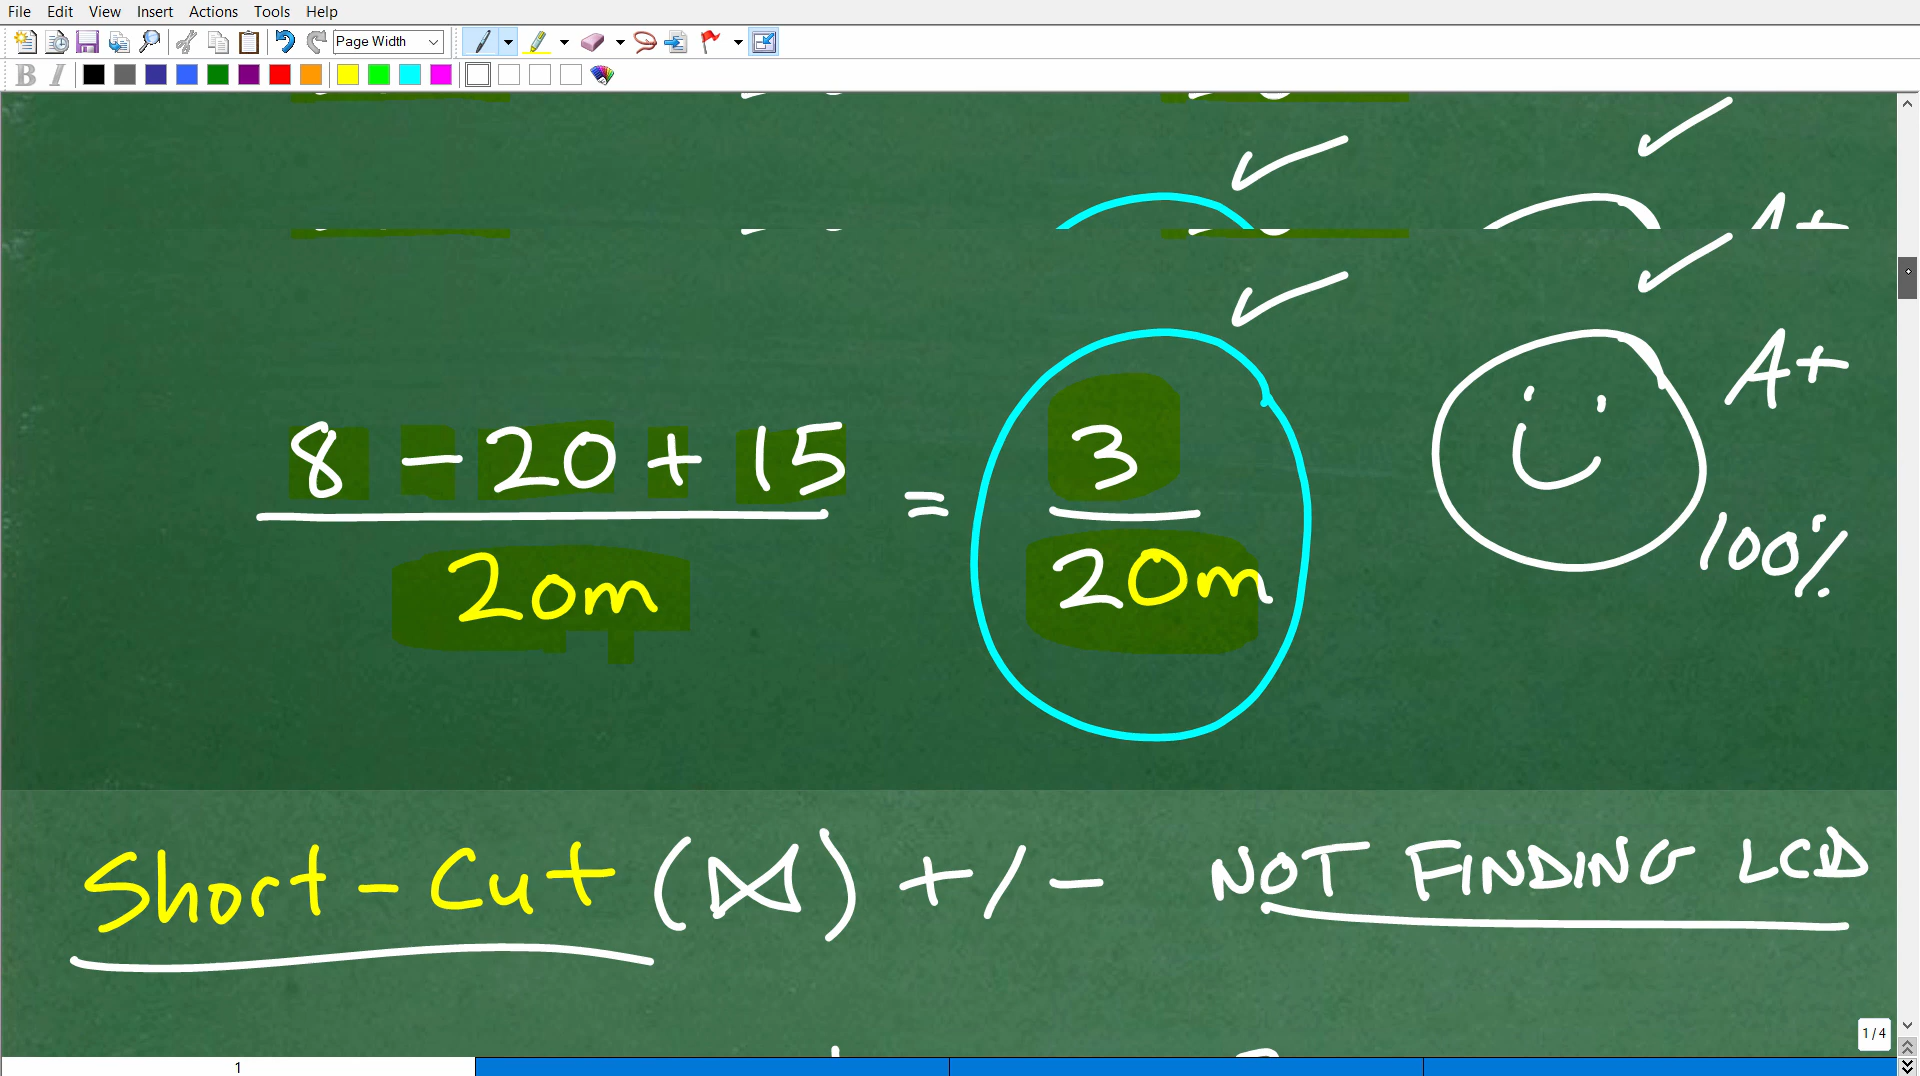 File Edit View Insert Actions Tools Help
Page Width
B I
A+
8 - 20 + 15 = 3
20m 20m
A+
100%
Short-Cut (⋈) +/- NOT FINDING LCD
1 / 4
1